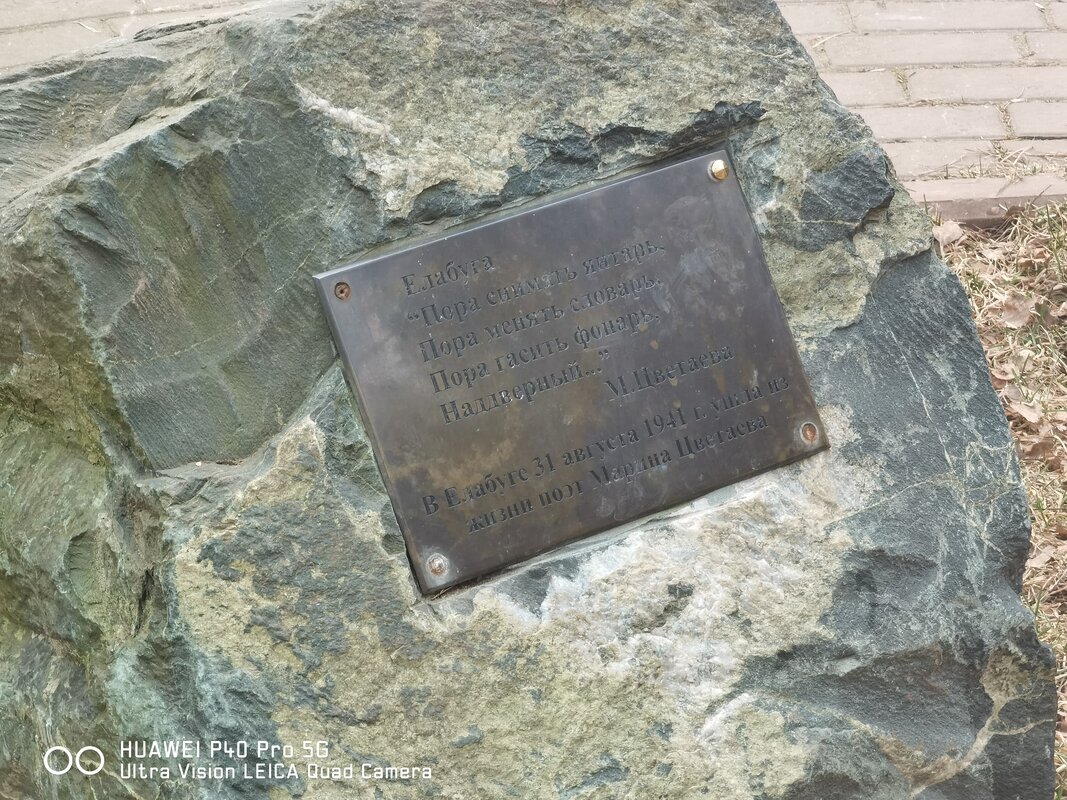 Елабуга
“Пора снимать янтарь,
Пора менять словарь,
Пора гасить фонарь,
Наддверный...”
М.Цветаева
В Елабуге 31 августа 1941 г. ушла из
жизни поэт Марина Цветаева
HUAWEI P40 Pro 5G
Ultra Vision LEICA Quad Camera